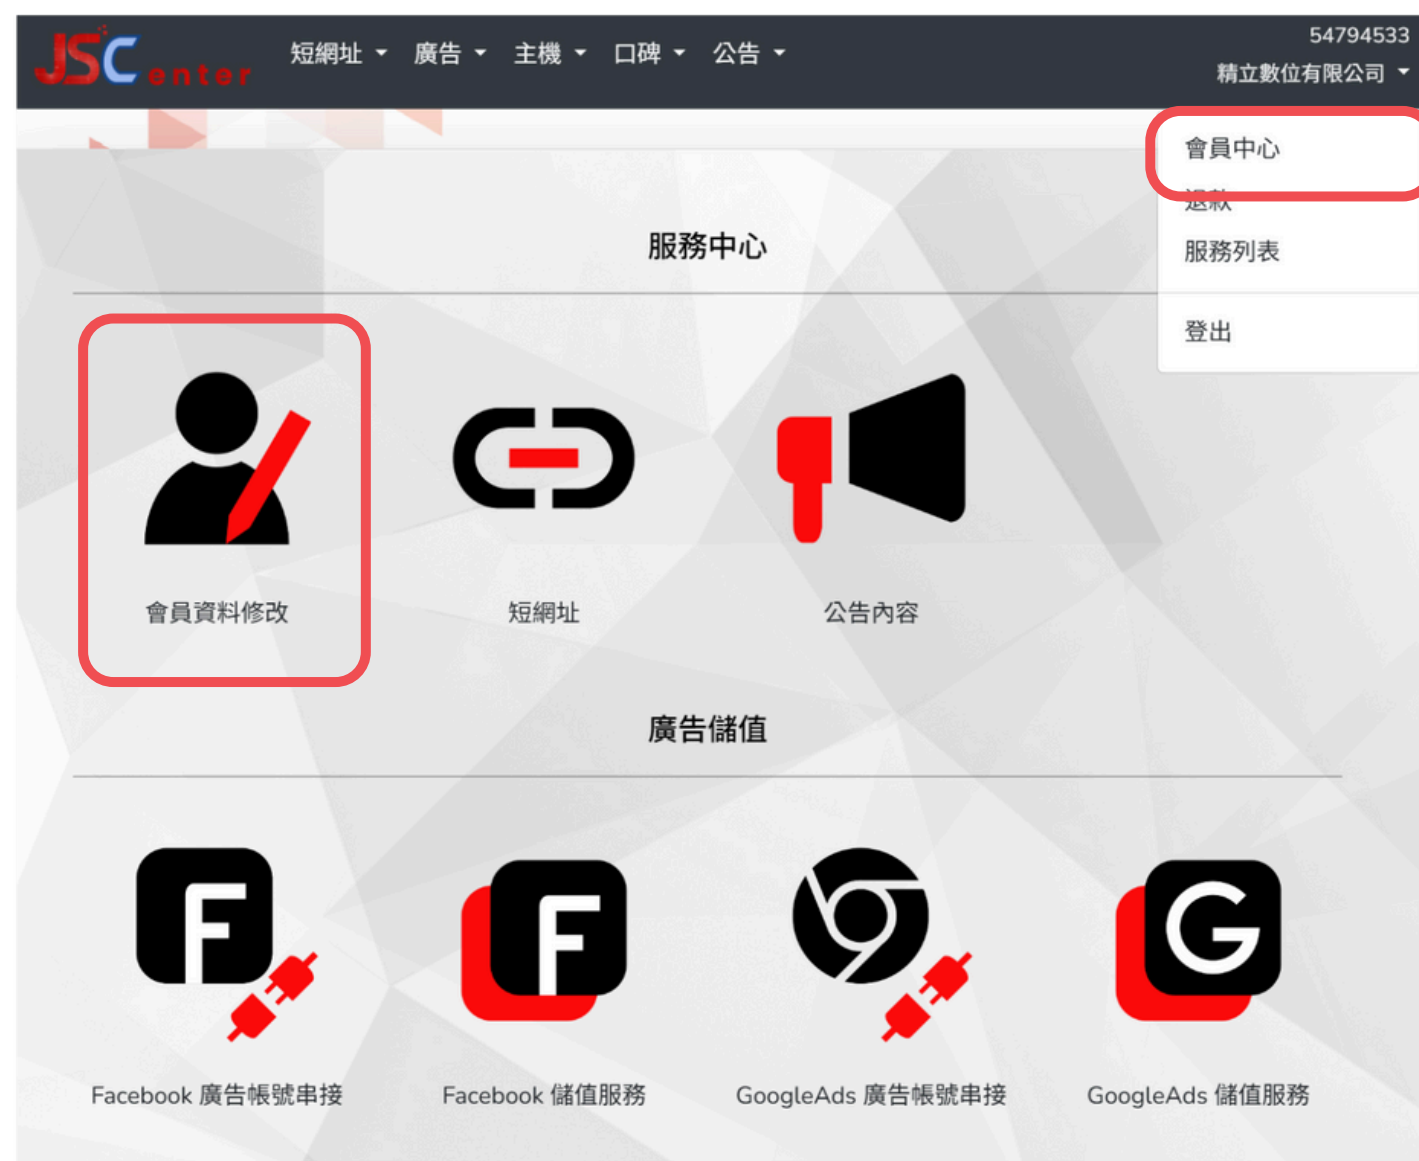 JSCenter
短網址 廣告 主機 口碑 公告
54794533
精立數位有限公司
會員中心
退款
服務列表
登出
服務中心
會員資料修改 短網址 公告內容
廣告儲值
F F G
Facebook 廣告帳號串接 Facebook 儲值服務 GoogleAds 廣告帳號串接 GoogleAds 儲值服務